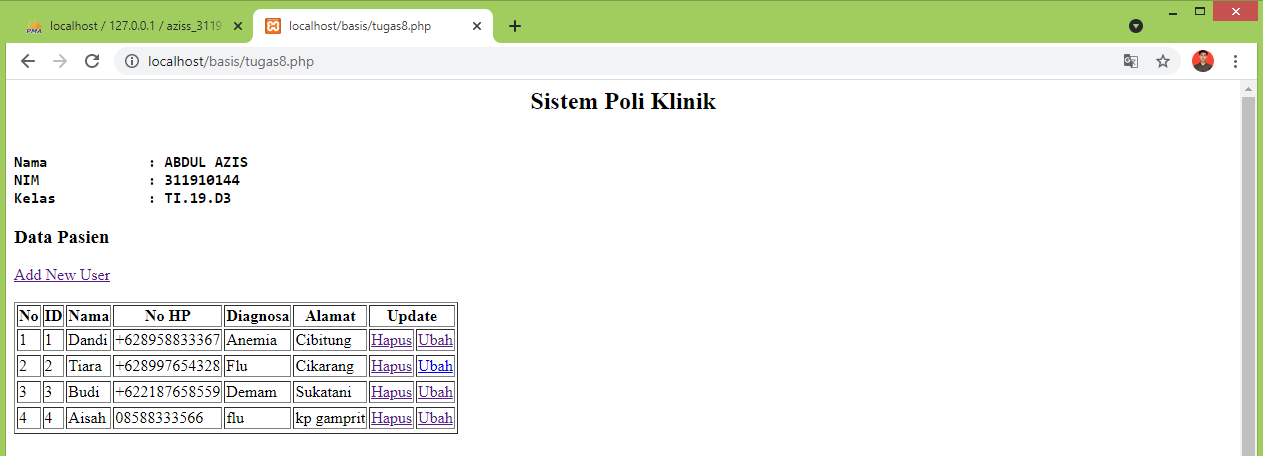 localhost / 127.0.0.1 / aziss_3119
localhost/basis/tugas8.php
localhost/basis/tugas8.php
Sistem Poli Klinik
Nama : ABDUL AZIS
NIM : 311910144
Kelas : TI.19.D3
Data Pasien
Add New User
No ID Nama No HP Diagnosa Alamat Update
1 1 Dandi +628958833367 Anemia Cibitung Hapus Ubah
2 2 Tiara +628997654328 Flu Cikarang Hapus Ubah
3 3 Budi +622187658559 Demam Sukatani Hapus Ubah
4 4 Aisah 08588333566 flu kp gamprit Hapus Ubah